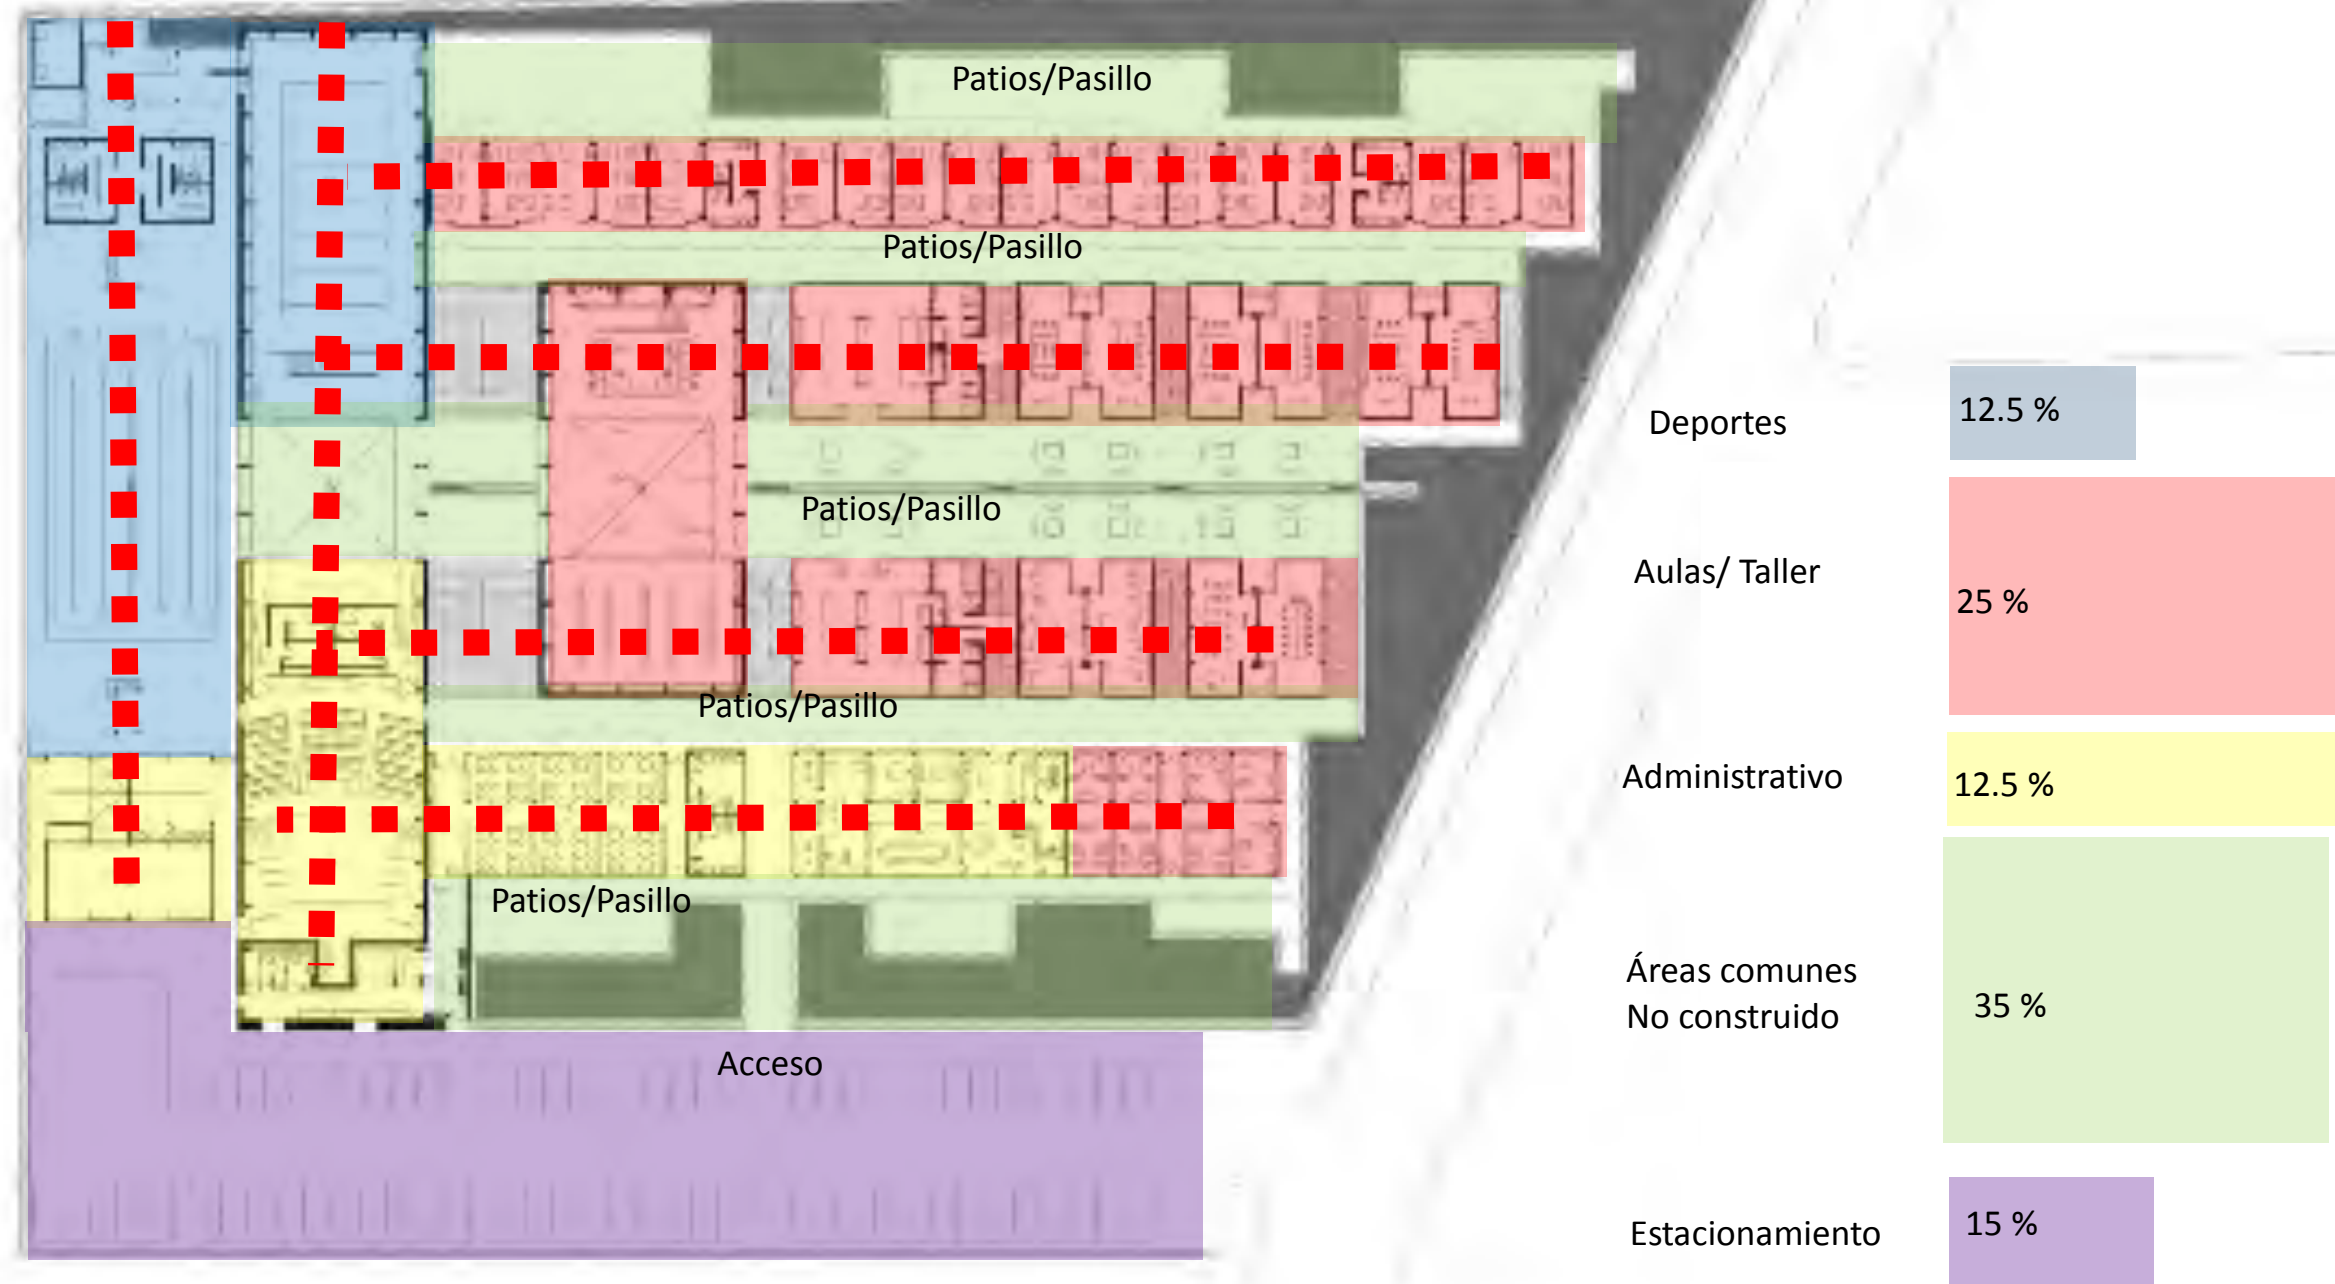 Patios/Pasillo
Patios/Pasillo
Patios/Pasillo
Patios/Pasillo
Patios/Pasillo
Acceso
Deportes
12.5 %
Aulas/ Taller
25 %
Administrativo
12.5 %
Áreas comunes
No construido
35 %
Estacionamiento
15 %